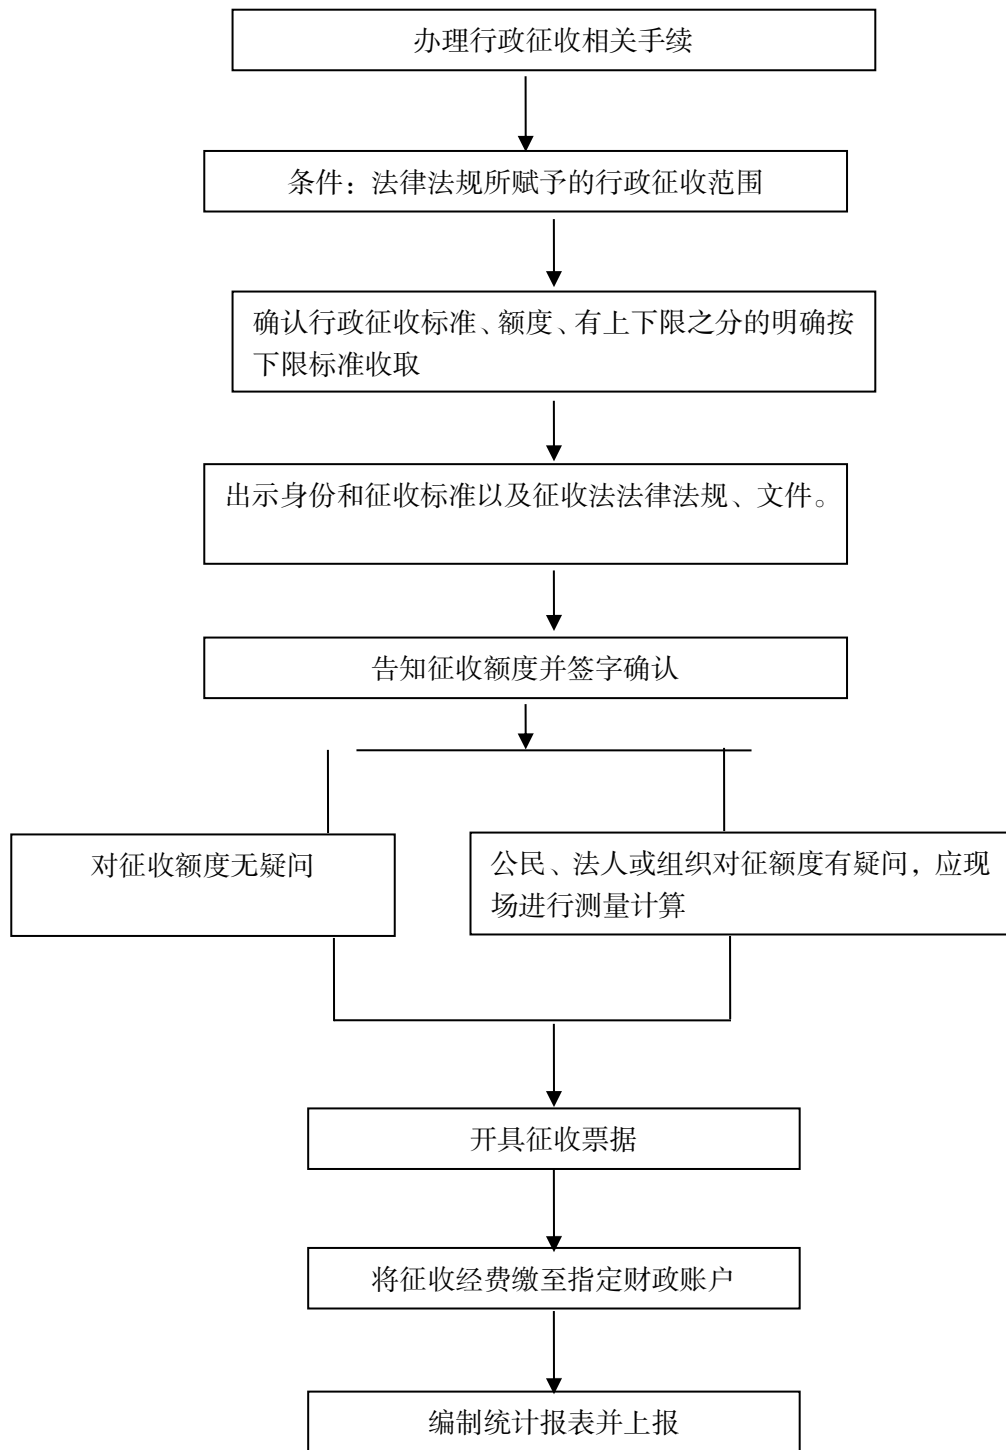 办理行政征收相关手续
条件：法律法规所赋予的行政征收范围
确认行政征收标准、额度、有上下限之分的明确按
下限标准收取
出示身份和征收标准以及征收法法律法规、文件。
告知征收额度并签字确认
对征收额度无疑问
公民、法人或组织对征额度有疑问，应现
场进行测量计算
开具征收票据
将征收经费缴至指定财政账户
编制统计报表并上报